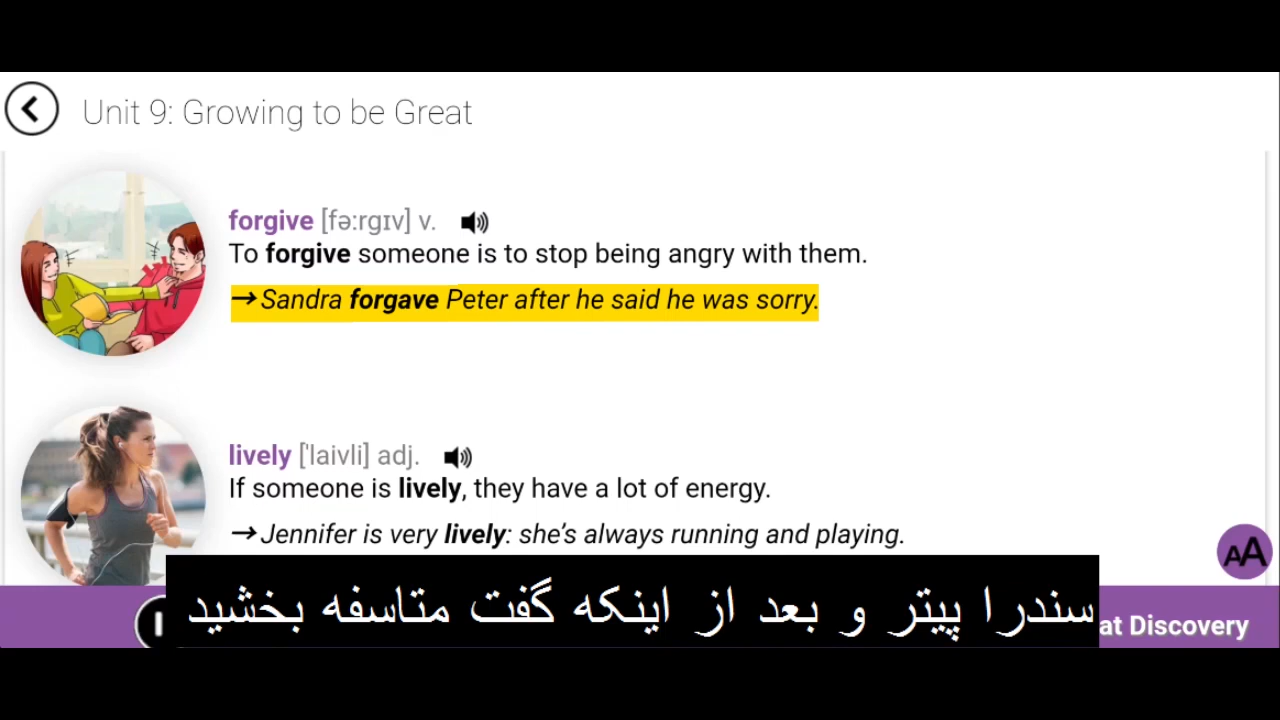 Unit 9: Growing to be Great
forgive [fə:rgɪv] v.
To forgive someone is to stop being angry with them.
→ Sandra forgave Peter after he said he was sorry.
lively [ˈlaivli] adj.
If someone is lively, they have a lot of energy.
→ Jennifer is very lively: she’s always running and playing.
AA
سندرا پیتر و بعد از اینکه گفت متاسفه بخشید
at Discovery